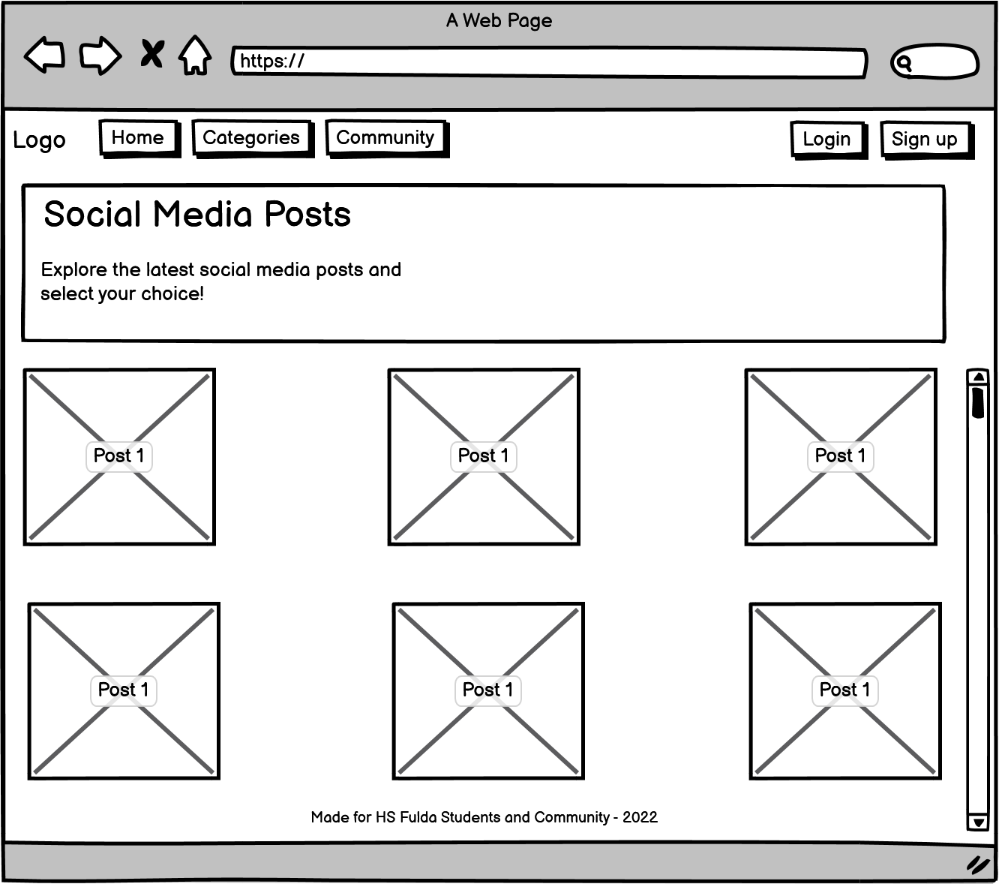 A Web Page
https://
Logo
Home
Categories
Community
Login
Sign up
Social Media Posts
Explore the latest social media posts and
select your choice!
Post 1
Post 1
Post 1
Post 1
Post 1
Post 1
Made for HS Fulda Students and Community - 2022